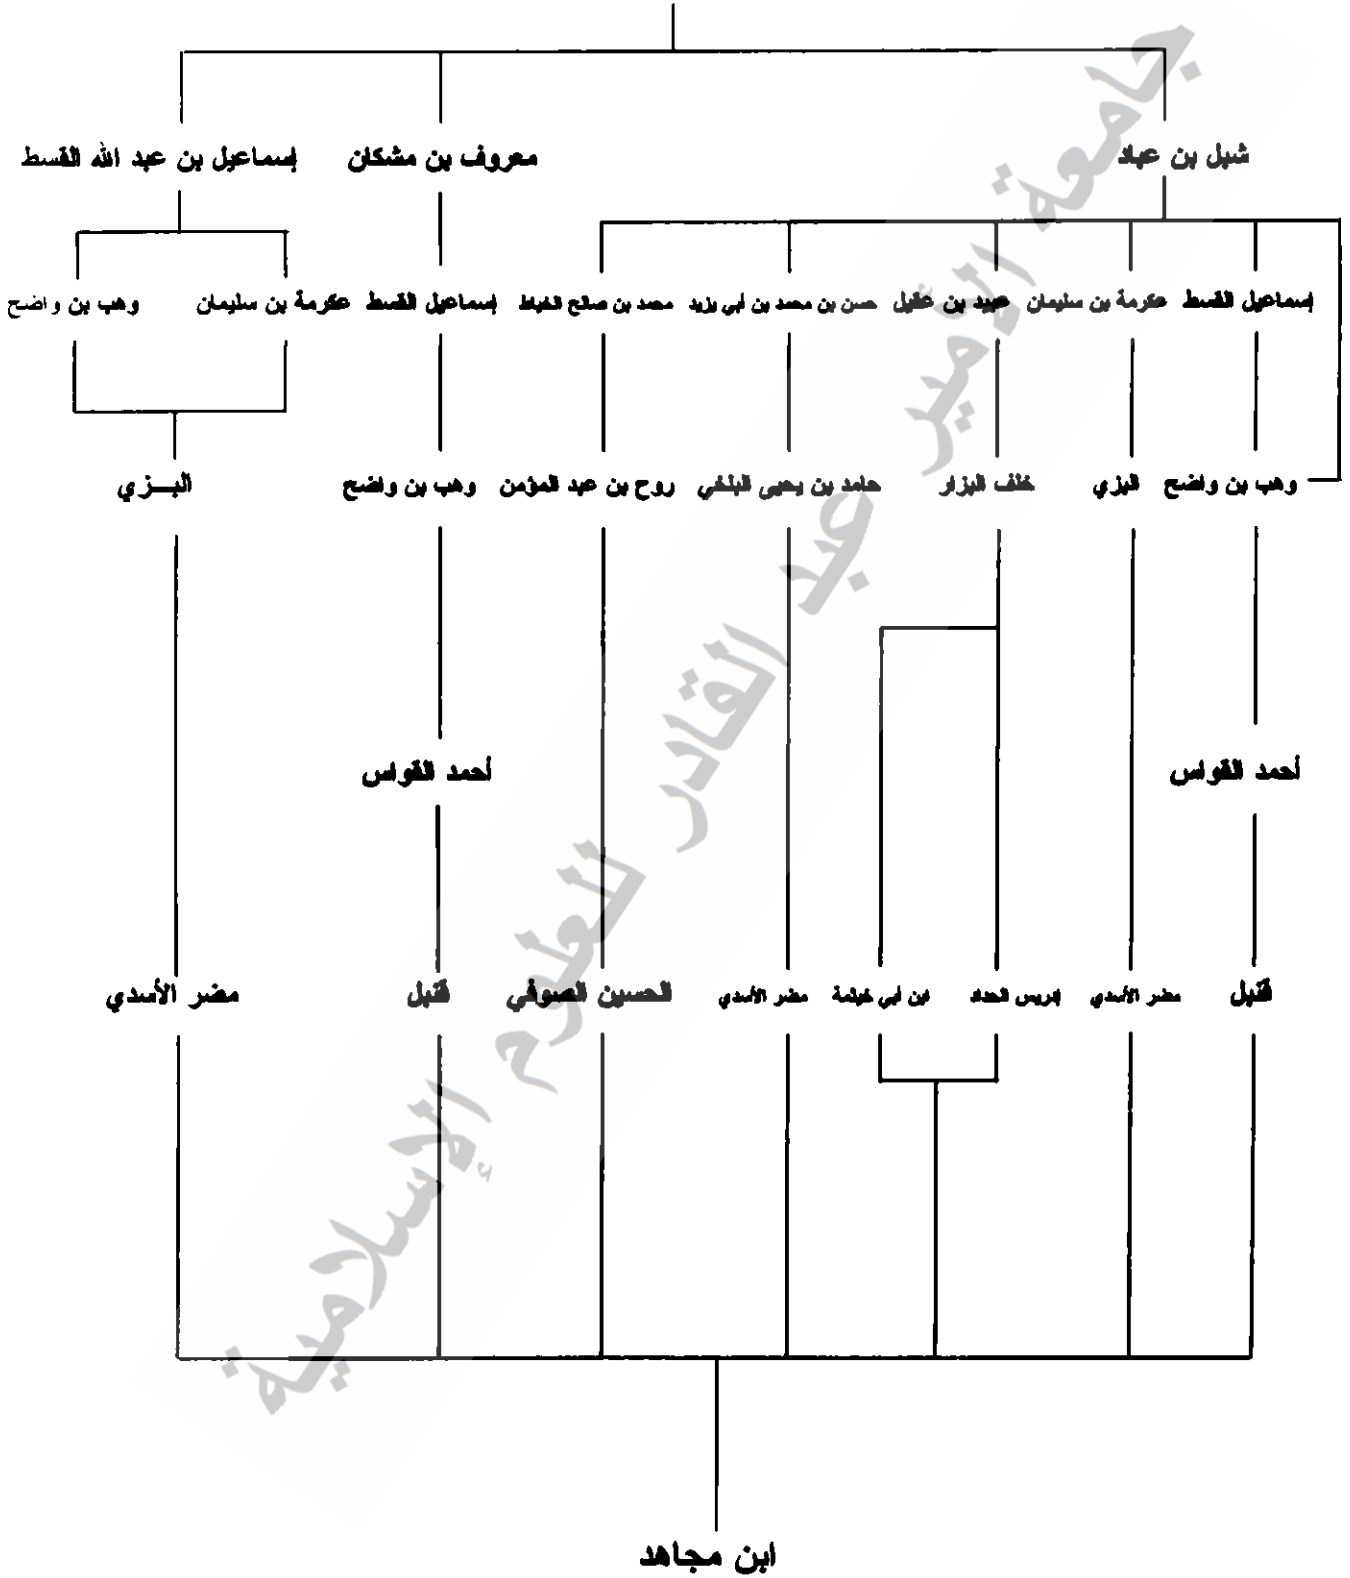 شبل بن عباد معروف بن مشكان إسماعيل بن عبد الله القسط
إسماعيل القسط عكرمة بن سليمان عبيد بن عقيل حسن بن محمد بن أبي يزيد محمد بن صالح الخياط إسماعيل القسط عكرمة بن سليمان وهب بن واضح
وهب بن واضح البزي خلف البزار حامد بن يحيى البلخي روح بن عبد المؤمن وهب بن واضح البـــزي
أحمد القواس أحمد القواس
قنبل مضر الأسدي إدريس الحداد ابن أبي خيثمة مضر الأسدي الحسين الصوفي قنبل مضر الأسدي
ابن مجاهد
جامعة الأمير عبد القادر للعلوم الإسلامية